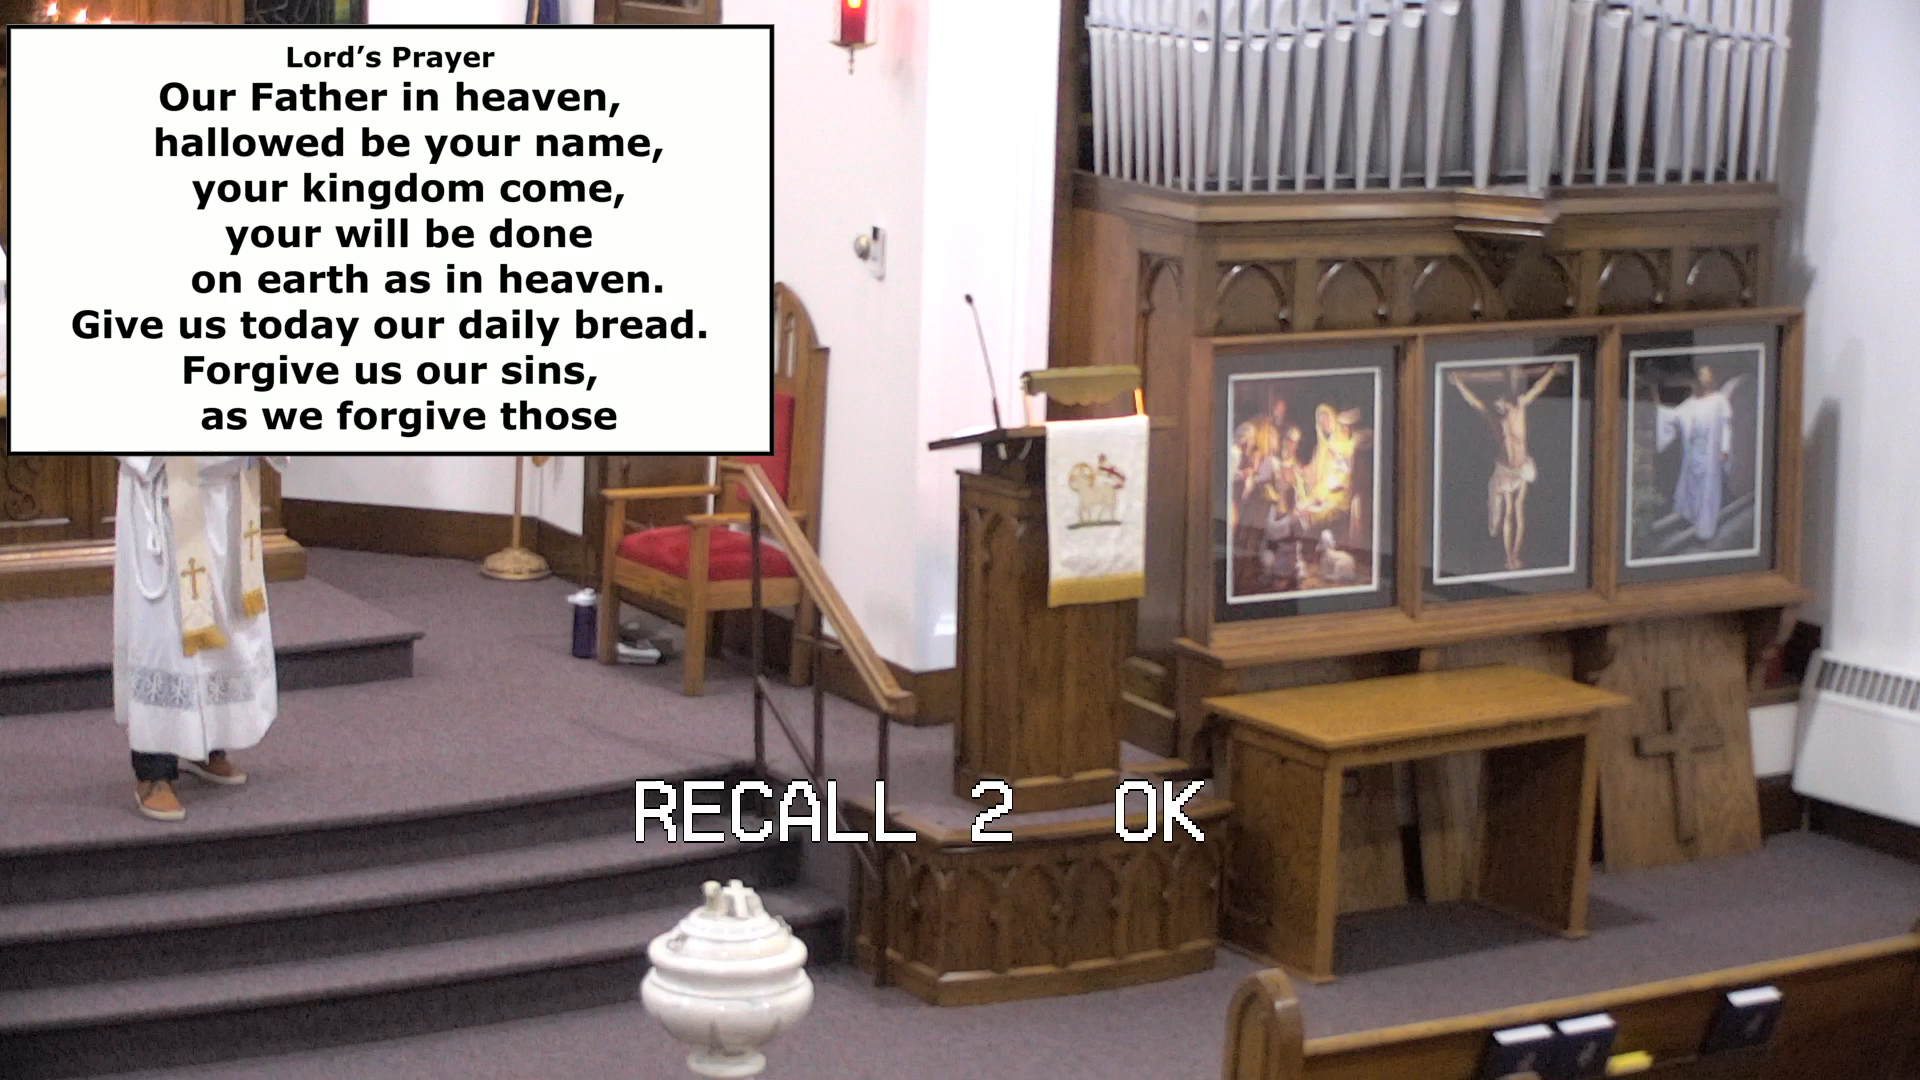 Lord’s Prayer
Our Father in heaven,
hallowed be your name,
your kingdom come,
your will be done
on earth as in heaven.
Give us today our daily bread.
Forgive us our sins,
as we forgive those
RECALL 2 OK